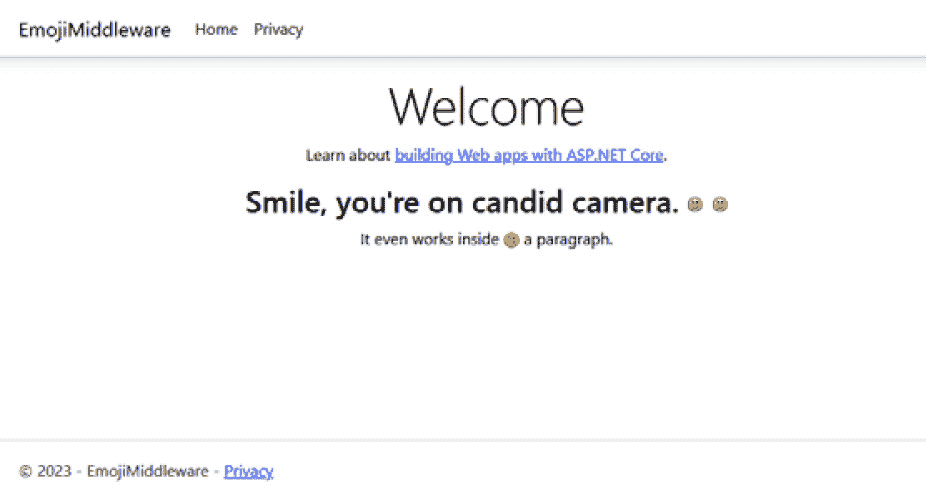 EmojiMiddleware Home Privacy
Welcome
Learn about building Web apps with ASP.NET Core.
Smile, you're on candid camera.
It even works inside a paragraph.
© 2023 - EmojiMiddleware - Privacy